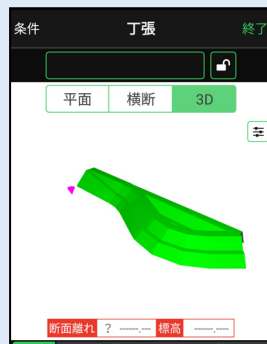 条件 丁張 終了
平面 横断 3D
断面離れ ? -----.--- 標高 -----.---